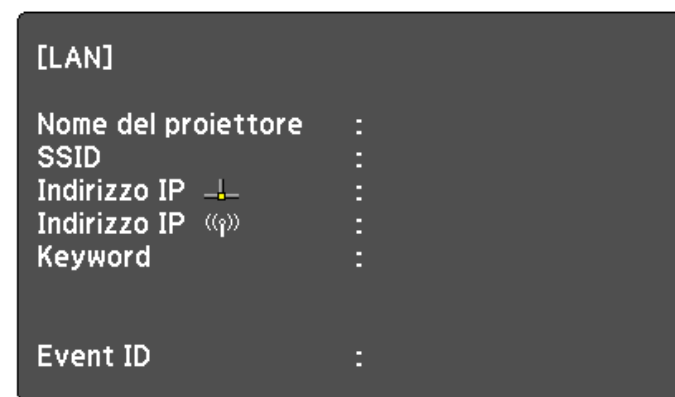 [LAN]
Nome del proiettore :
SSID :
Indirizzo IP :
Indirizzo IP :
Keyword :
Event ID :